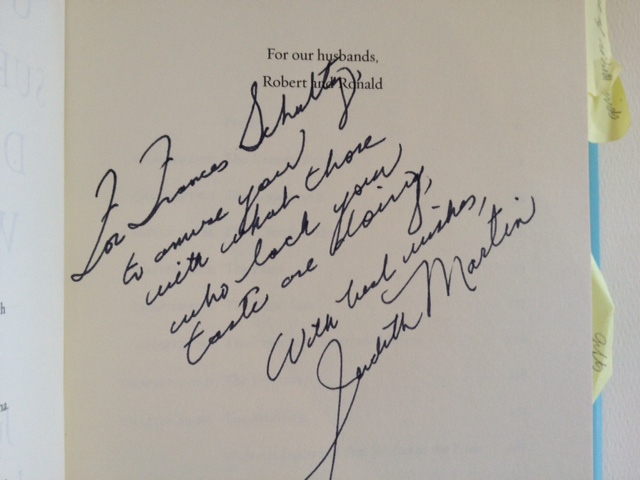 For our husbands,
Robert and Ronald
For Frances Schultz,
to amuse you
with what those
who lack your
taste are doing,
With best wishes,
Judith Martin